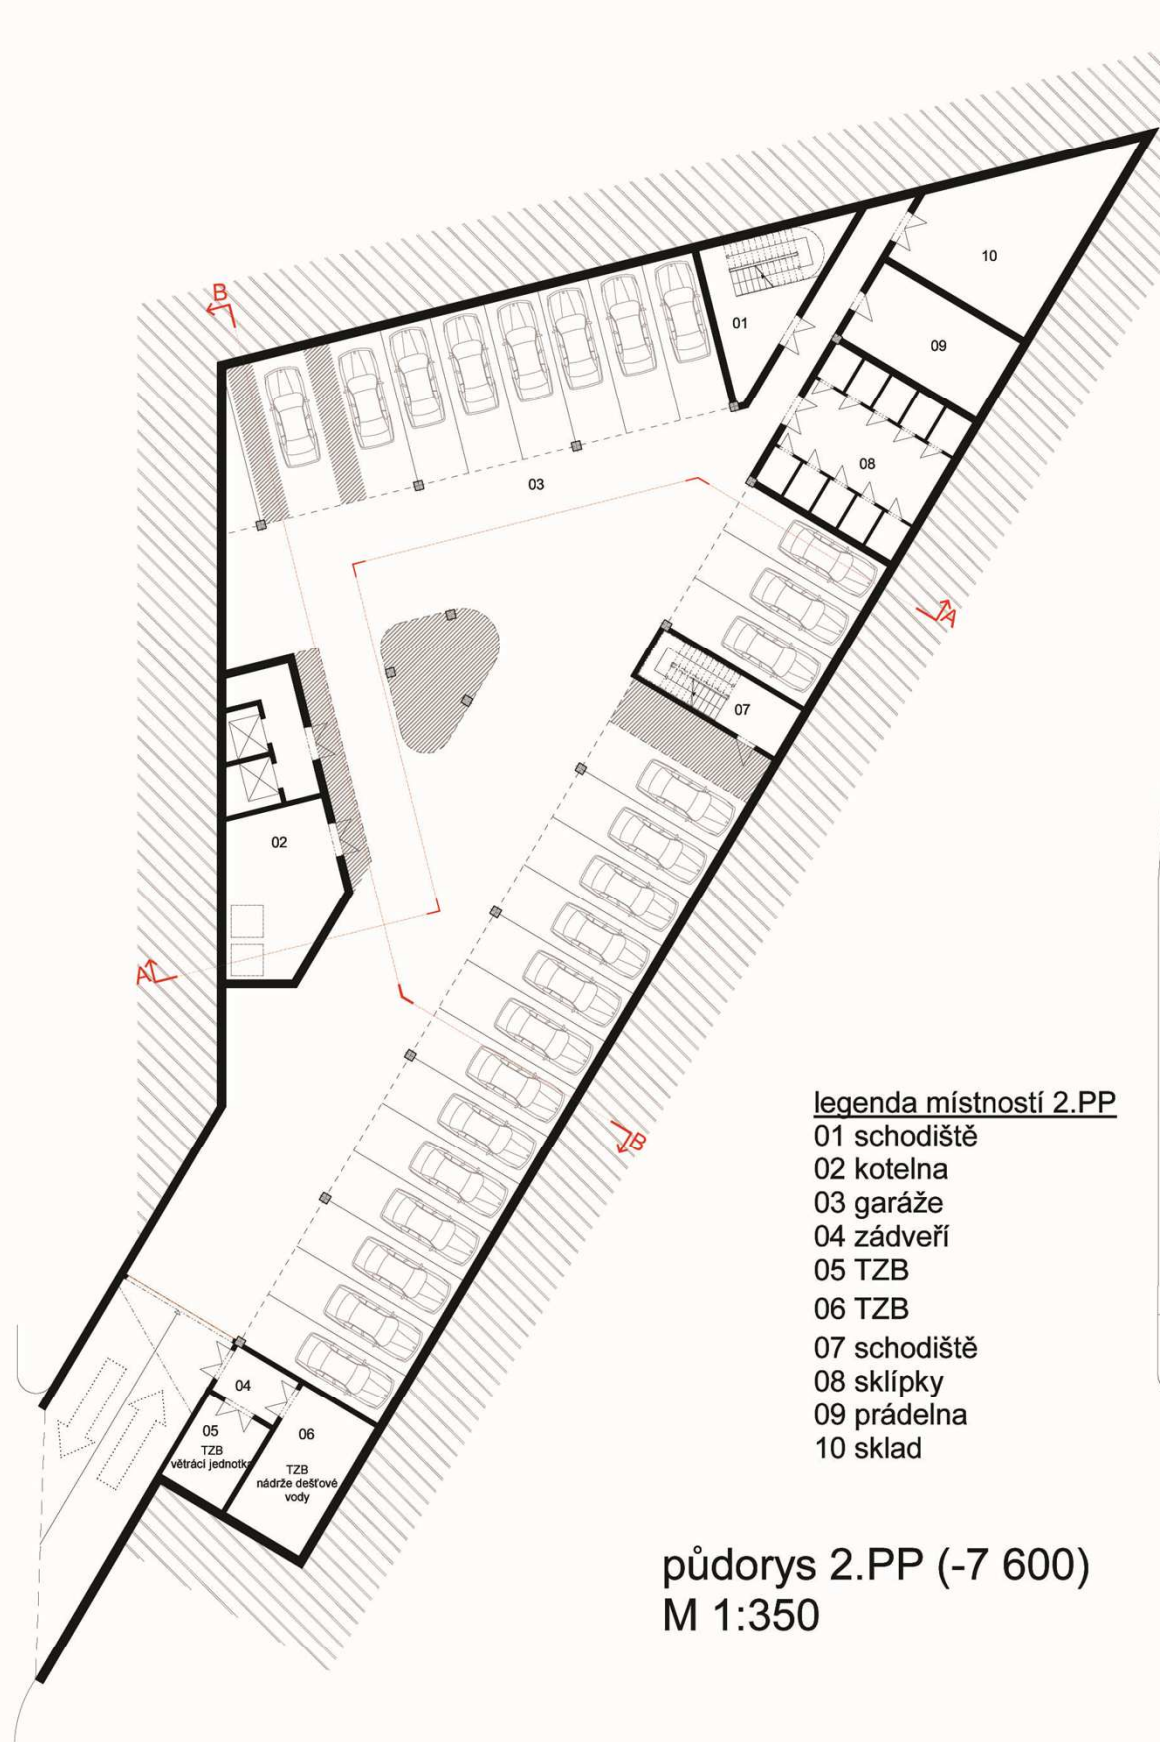 B
10
01
09
08
03
A
07
02
A
legenda místností 2.PP
01 schodiště
02 kotelna
03 garáže
04 zádveří
05 TZB
06 TZB
07 schodiště
08 sklípky
09 prádelna
10 sklad
B
04
05
TZB
větrácí jednotka
06
TZB
nádrže dešťové
vody
půdorys 2.PP (-7 600)
M 1:350